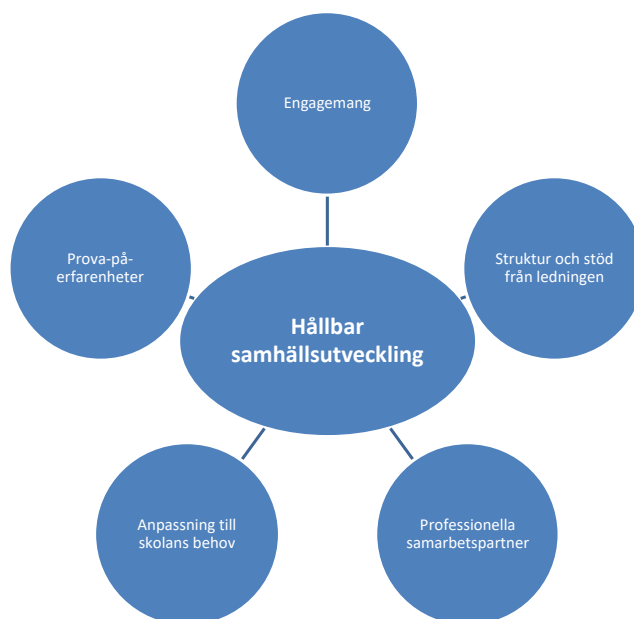 Engagemang
Prova-på-
erfarenheter
Struktur och stöd
från ledningen
Hållbar
samhällsutveckling
Anpassning till
skolans behov
Professionella
samarbetspartner